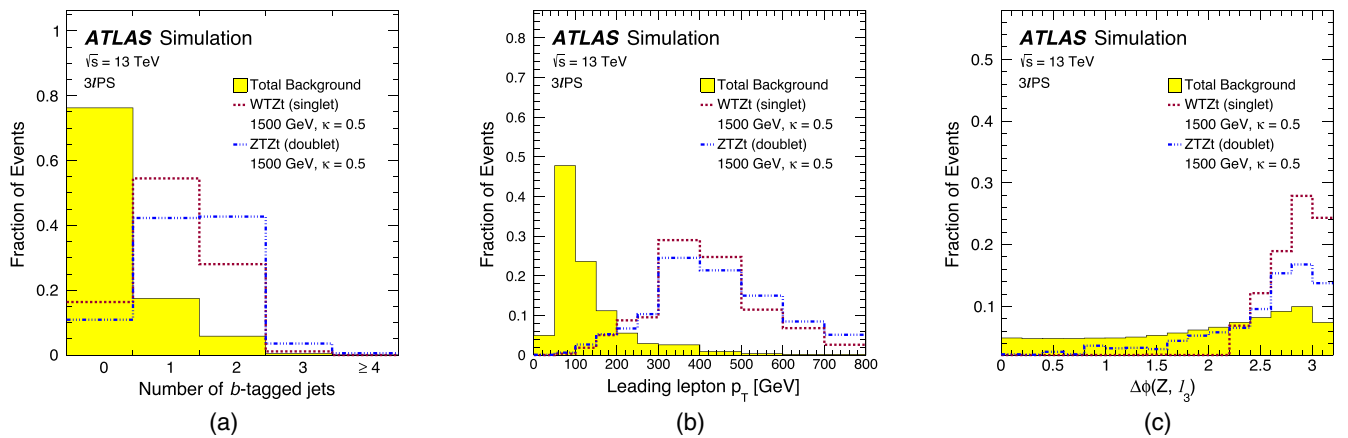 ATLAS Simulation
√s = 13 TeV
3lPS
Total Background
WTZt (singlet)
1500 GeV, κ = 0.5
ZTZt (doublet)
1500 GeV, κ = 0.5
Fraction of Events
1
0.8
0.6
0.4
0.2
0
0 1 2 3 ≥ 4
Number of b-tagged jets
(a)
ATLAS Simulation
√s = 13 TeV
3lPS
Total Background
WTZt (singlet)
1500 GeV, κ = 0.5
ZTZt (doublet)
1500 GeV, κ = 0.5
Fraction of Events
0.8
0.7
0.6
0.5
0.4
0.3
0.2
0.1
0
0 100 200 300 400 500 600 700 800
Leading lepton pT [GeV]
(b)
ATLAS Simulation
√s = 13 TeV
3lPS
Total Background
WTZt (singlet)
1500 GeV, κ = 0.5
ZTZt (doublet)
1500 GeV, κ = 0.5
Fraction of Events
0.5
0.4
0.3
0.2
0.1
0 0.5 1 1.5 2 2.5 3
Δϕ(Z, l3)
(c)